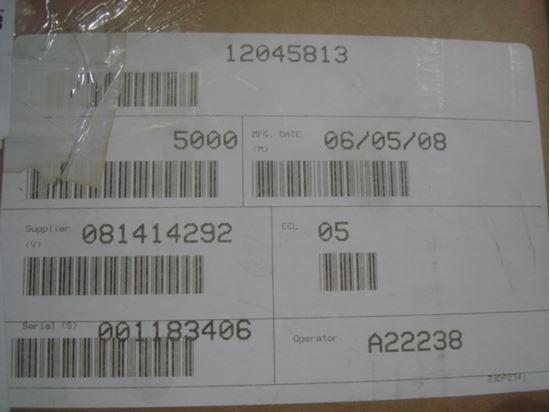 12045813
5000 MFG. DATE 06/05/08
(M)
Supplier 081414292 ECL 05
(V)
Serial (S) 001183406 Operator A22238